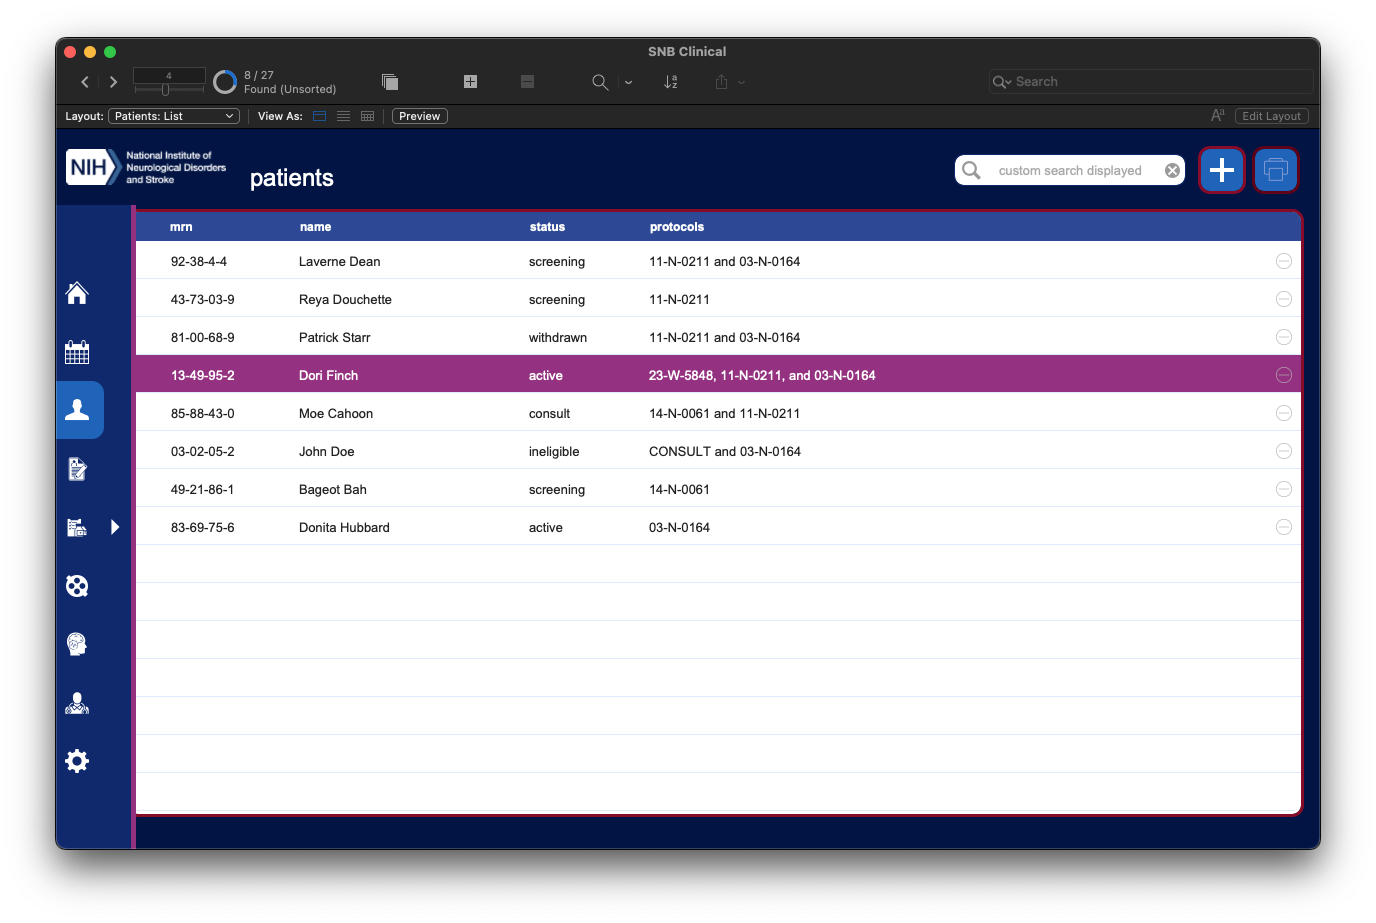 SNB Clinical
4
8 / 27
Found (Unsorted)
Search
Layout: Patients: List View As: Preview Aa Edit Layout
NIH National Institute of
Neurological Disorders
and Stroke
patients
custom search displayed
mrn name status protocols
92-38-4-4 Laverne Dean screening 11-N-0211 and 03-N-0164
43-73-03-9 Reya Douchette screening 11-N-0211
81-00-68-9 Patrick Starr withdrawn 11-N-0211 and 03-N-0164
13-49-95-2 Dori Finch active 23-W-5848, 11-N-0211, and 03-N-0164
85-88-43-0 Moe Cahoon consult 14-N-0061 and 11-N-0211
03-02-05-2 John Doe ineligible CONSULT and 03-N-0164
49-21-86-1 Bageot Bah screening 14-N-0061
83-69-75-6 Donita Hubbard active 03-N-0164